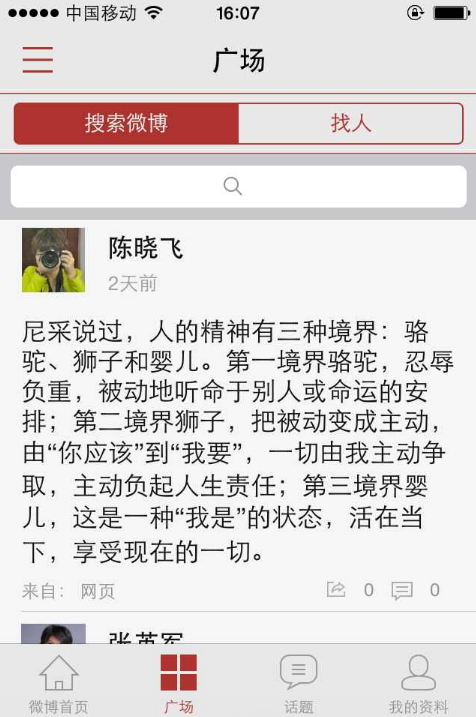 中国移动 16:07
广场
搜索微博 找人
陈晓飞
2天前
尼采说过，人的精神有三种境界：骆
驼、狮子和婴儿。第一境界骆驼，忍辱
负重，被动地听命于别人或命运的安
排；第二境界狮子，把被动变成主动，
由“你应该”到“我要”，一切由我主动争
取，主动负起人生责任；第三境界婴
儿，这是一种“我是”的状态，活在当
下，享受现在的一切。
来自： 网页 0 0
张英军
微博首页 广场 话题 我的资料